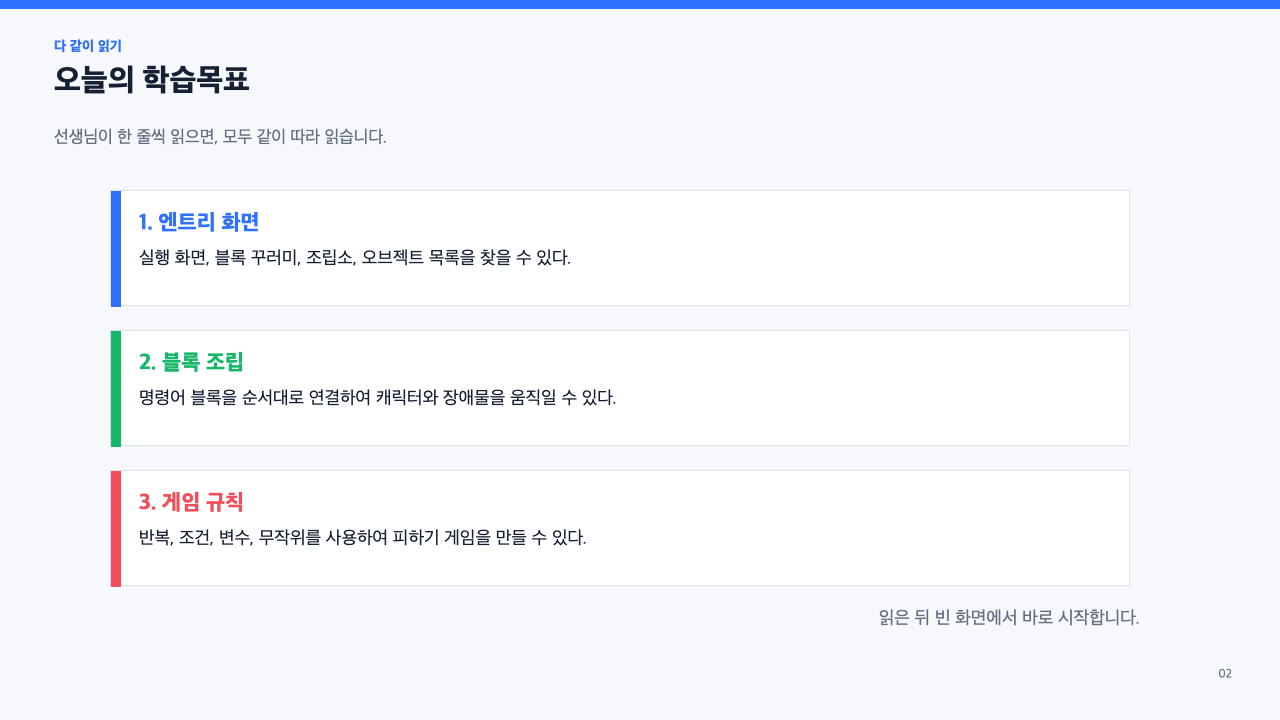 다 같이 읽기
오늘의 학습목표
선생님이 한 줄씩 읽으면, 모두 같이 따라 읽습니다.
1. 엔트리 화면
실행 화면, 블록 꾸러미, 조립소, 오브젝트 목록을 찾을 수 있다.
2. 블록 조립
명령어 블록을 순서대로 연결하여 캐릭터와 장애물을 움직일 수 있다.
3. 게임 규칙
반복, 조건, 변수, 무작위를 사용하여 피하기 게임을 만들 수 있다.
읽은 뒤 빈 화면에서 바로 시작합니다.
02